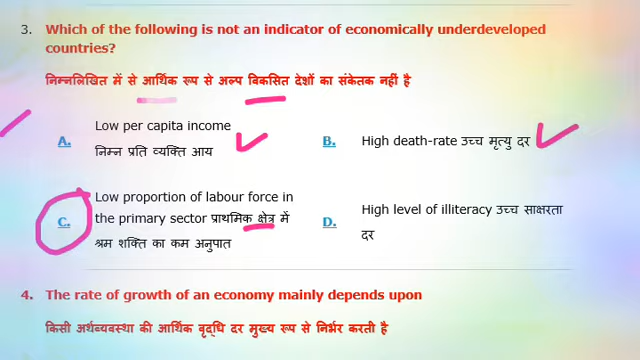 3. Which of the following is not an indicator of economically underdeveloped
countries?
निम्नलिखित में से आर्थिक रूप से अल्प विकसित देशों का संकेतक नहीं है
A. Low per capita income
निम्न प्रति व्यक्ति आय
B. High death-rate उच्च मृत्यु दर
C. Low proportion of labour force in
the primary sector प्राथमिक क्षेत्र में
श्रम शक्ति का कम अनुपात
D. High level of illiteracy उच्च साक्षरता
दर
4. The rate of growth of an economy mainly depends upon
किसी अर्थव्यवस्था की आर्थिक वृद्धि दर मुख्य रूप से निर्भर करती है